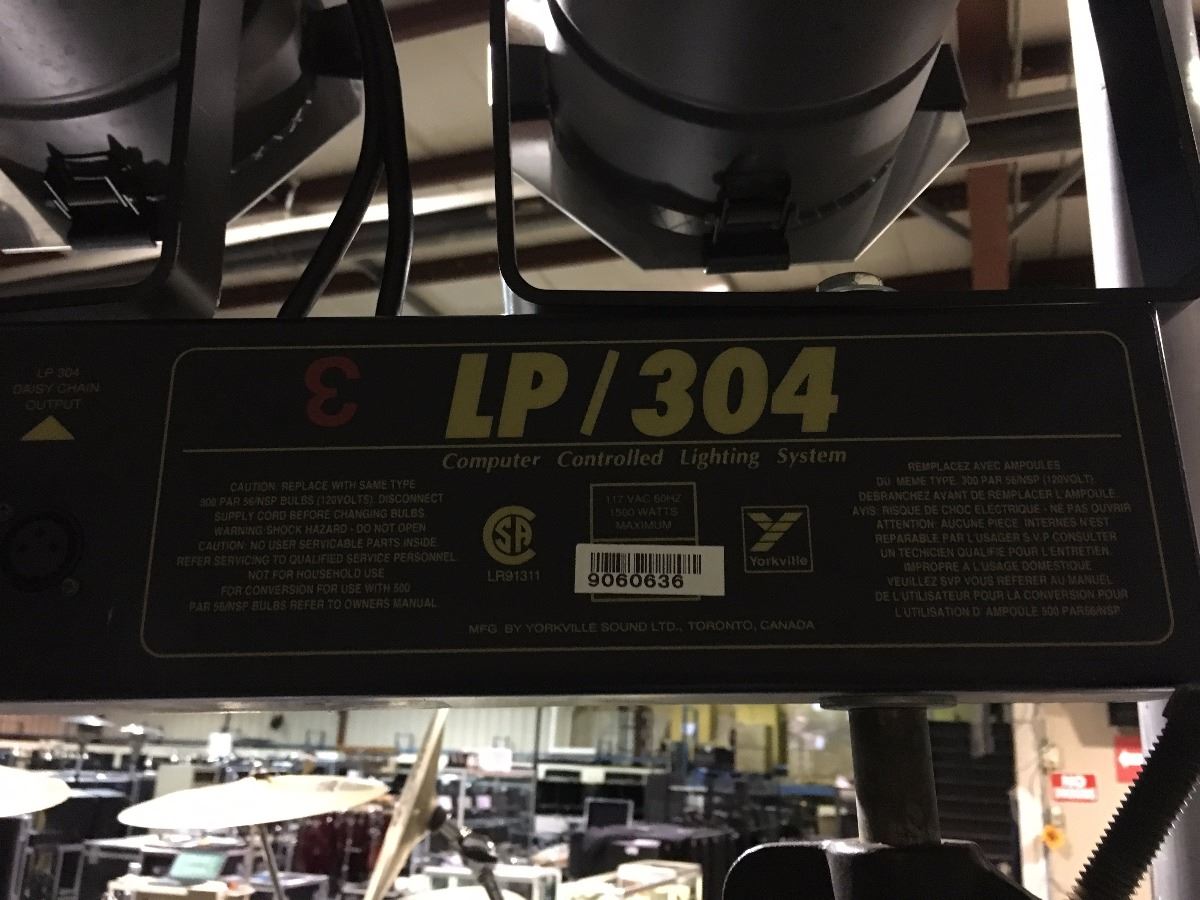 LP 304
DAISY CHAIN
OUTPUT
3
LP/304
Computer Controlled Lighting System
CAUTION: REPLACE WITH SAME TYPE
300 PAR 56/NSP BULBS (120VOLTS). DISCONNECT
SUPPLY CORD BEFORE CHANGING BULBS.
WARNING:SHOCK HAZARD - DO NOT OPEN
CAUTION: NO USER SERVICABLE PARTS INSIDE.
REFER SERVICING TO QUALIFIED SERVICE PERSONNEL.
NOT FOR HOUSEHOLD USE
FOR CONVERSION FOR USE WITH 500
PAR 56/NSP BULBS REFER TO OWNERS MANUAL.
SA
LR91311
117 VAC 60HZ
1500 WATTS
MAXIMUM
9060636
Yorkville
REMPLACEZ AVEC AMPOULES
DU MEME TYPE, 300 PAR 56/NSP (120VOLT).
DEBRANCHEZ AVANT DE REMPLACER L'AMPOULE.
AVIS: RISQUE DE CHOC ELECTRIQUE - NE PAS OUVRIR
ATTENTION: AUCUNE PIECE INTERNES N'EST
REPARABLE PAR L'USAGER S.V.P CONSULTER
UN TECHICIEN QUALIFIE POUR L'ENTRETIEN.
IMPROPRE A L'USAGE DOMESTIQUE
VEUILLEZ SVP VOUS REFERER AU MANUEL
DE L'UTILISATEUR POUR LA CONVERSION POUR
L'UTILISATION D' AMPOULE 500 PAR56/NSP.
MFG. BY YORKVILLE SOUND LTD., TORONTO, CANADA
NO